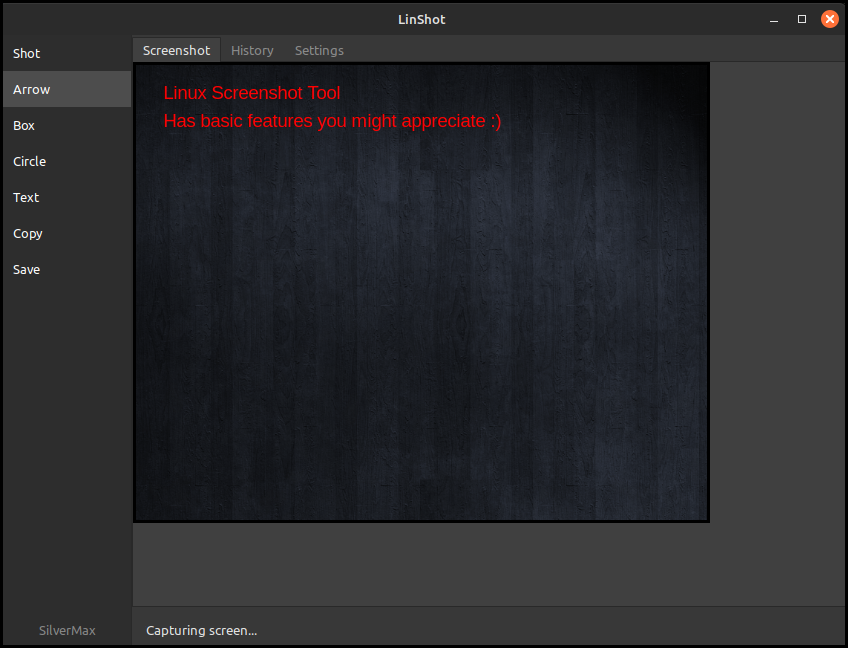 LinShot
Screenshot History Settings
Shot
Arrow
Box
Circle
Text
Copy
Save
Linux Screenshot Tool
Has basic features you might appreciate :)
SilverMax
Capturing screen...